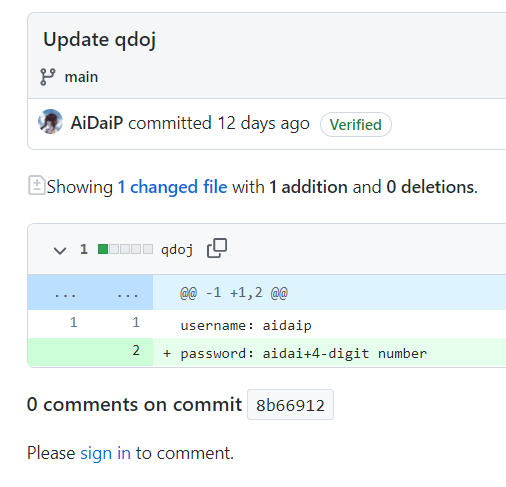 Update qdoj
main
AiDaiP committed 12 days ago Verified
Showing 1 changed file with 1 addition and 0 deletions.
1 qdoj
... ... @@ -1 +1,2 @@
1 1 username: aidaip
2 + password: aidai+4-digit number
0 comments on commit 8b66912
Please sign in to comment.